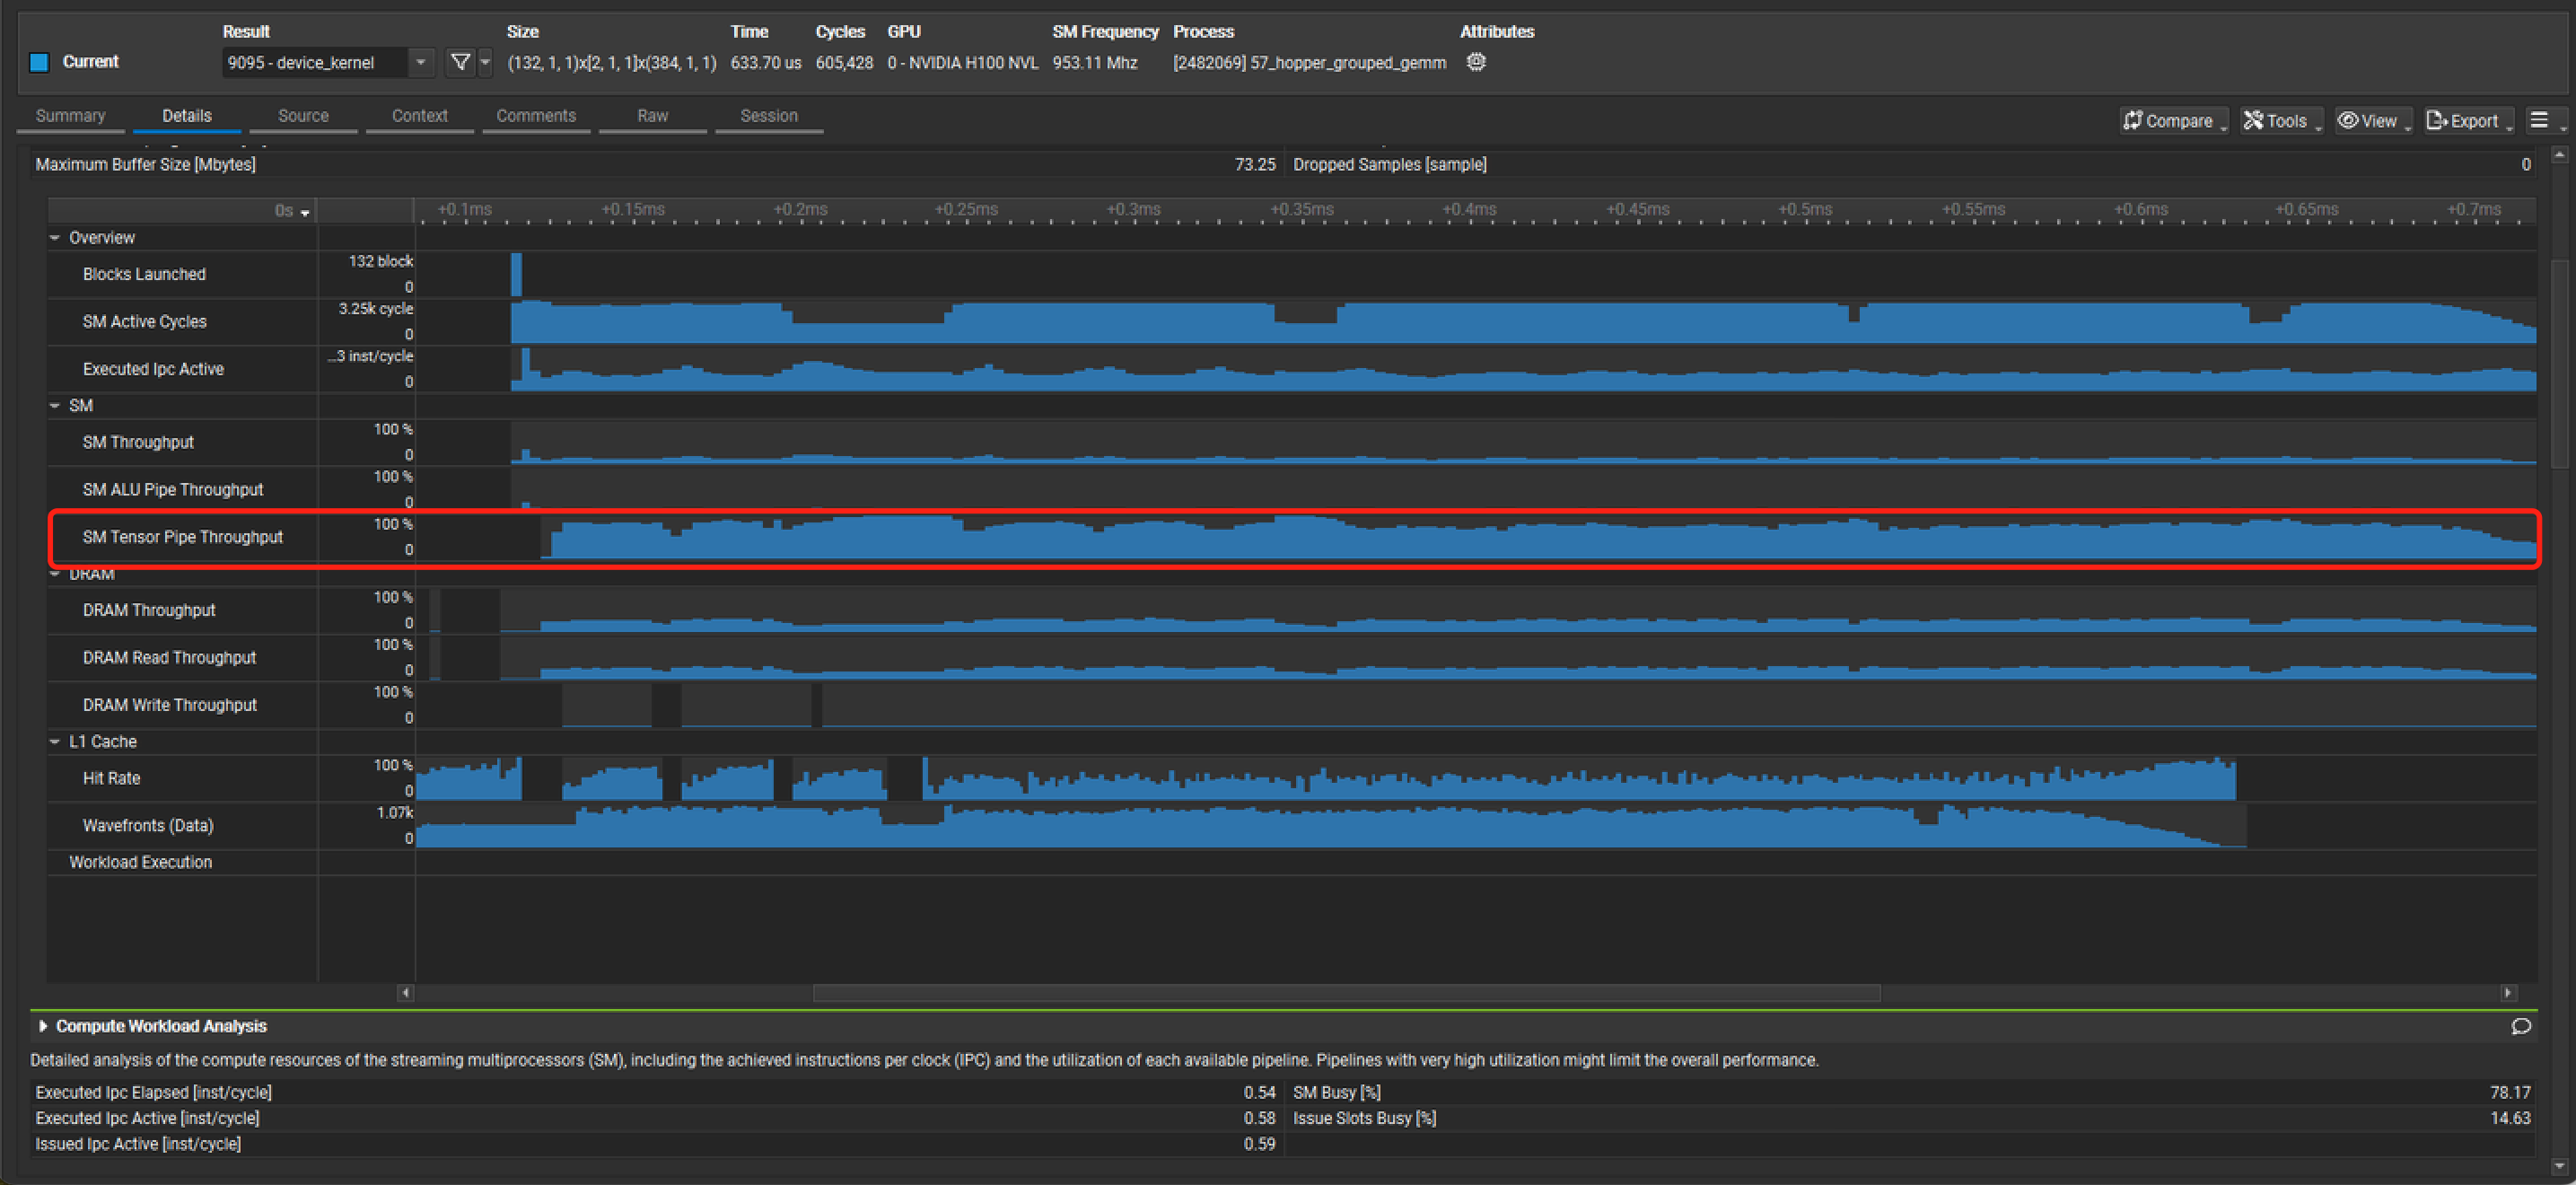 Result Size Time Cycles GPU SM Frequency Process Attributes
Current 9095 - device_kernel (132, 1, 1)x[2, 1, 1]x(384, 1, 1) 633.70 us 605,428 0 - NVIDIA H100 NVL 953.11 Mhz [2482069] 57_hopper_grouped_gemm
Summary Details Source Context Comments Raw Session Compare Tools View Export
Maximum Buffer Size [Mbytes] 73.25 Dropped Samples [sample] 0
0s +0.1ms +0.15ms +0.2ms +0.25ms +0.3ms +0.35ms +0.4ms +0.45ms +0.5ms +0.55ms +0.6ms +0.65ms +0.7ms
Overview
Blocks Launched 132 block 0
SM Active Cycles 3.25k cycle 0
Executed Ipc Active ...3 inst/cycle 0
SM
SM Throughput 100 % 0
SM ALU Pipe Throughput 100 % 0
SM Tensor Pipe Throughput 100 % 0
DRAM
DRAM Throughput 100 % 0
DRAM Read Throughput 100 % 0
DRAM Write Throughput 100 % 0
L1 Cache
Hit Rate 100 % 0
Wavefronts (Data) 1.07k 0
Workload Execution
Compute Workload Analysis
Detailed analysis of the compute resources of the streaming multiprocessors (SM), including the achieved instructions per clock (IPC) and the utilization of each available pipeline. Pipelines with very high utilization might limit the overall performance.
Executed Ipc Elapsed [inst/cycle] 0.54 SM Busy [%] 78.17
Executed Ipc Active [inst/cycle] 0.58 Issue Slots Busy [%] 14.63
Issued Ipc Active [inst/cycle] 0.59